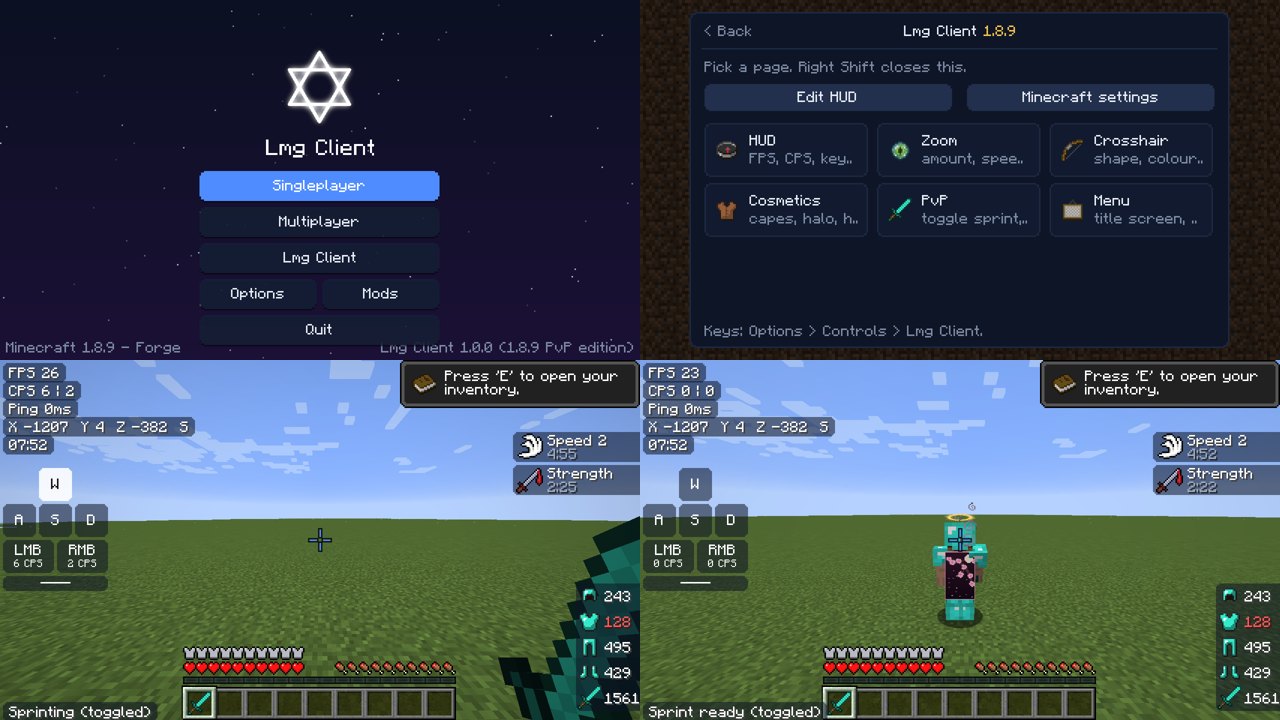 Lmg Client
Singleplayer
Multiplayer
Lmg Client
Options
Mods
Quit
Minecraft 1.8.9 - Forge
Lmg Client 1.0.0 (1.8.9 PvP edition)
< Back
Lmg Client 1.8.9
Pick a page. Right Shift closes this.
Edit HUD
Minecraft settings
HUD
FPS, CPS, key..
Zoom
amount, spee..
Crosshair
shape, colour..
Cosmetics
capes, halo, h..
PvP
toggle sprint,..
Menu
title screen, ..
Keys: Options > Controls > Lmg Client.
FPS 26
CPS 6 | 2
Ping 0ms
X -1207 Y 4 Z -382 S
07:52
Press 'E' to open your
inventory.
Speed 2
4:55
Strength
2:25
W
A S D
LMB RMB
6 CPS 2 CPS
243
128
495
429
1561
Sprinting (toggled)
FPS 23
CPS 0 | 0
Ping 0ms
X -1207 Y 4 Z -382 S
07:52
Press 'E' to open your
inventory.
Speed 2
4:52
Strength
2:22
W
A S D
LMB RMB
0 CPS 0 CPS
243
128
495
429
1561
Sprint ready (toggled)